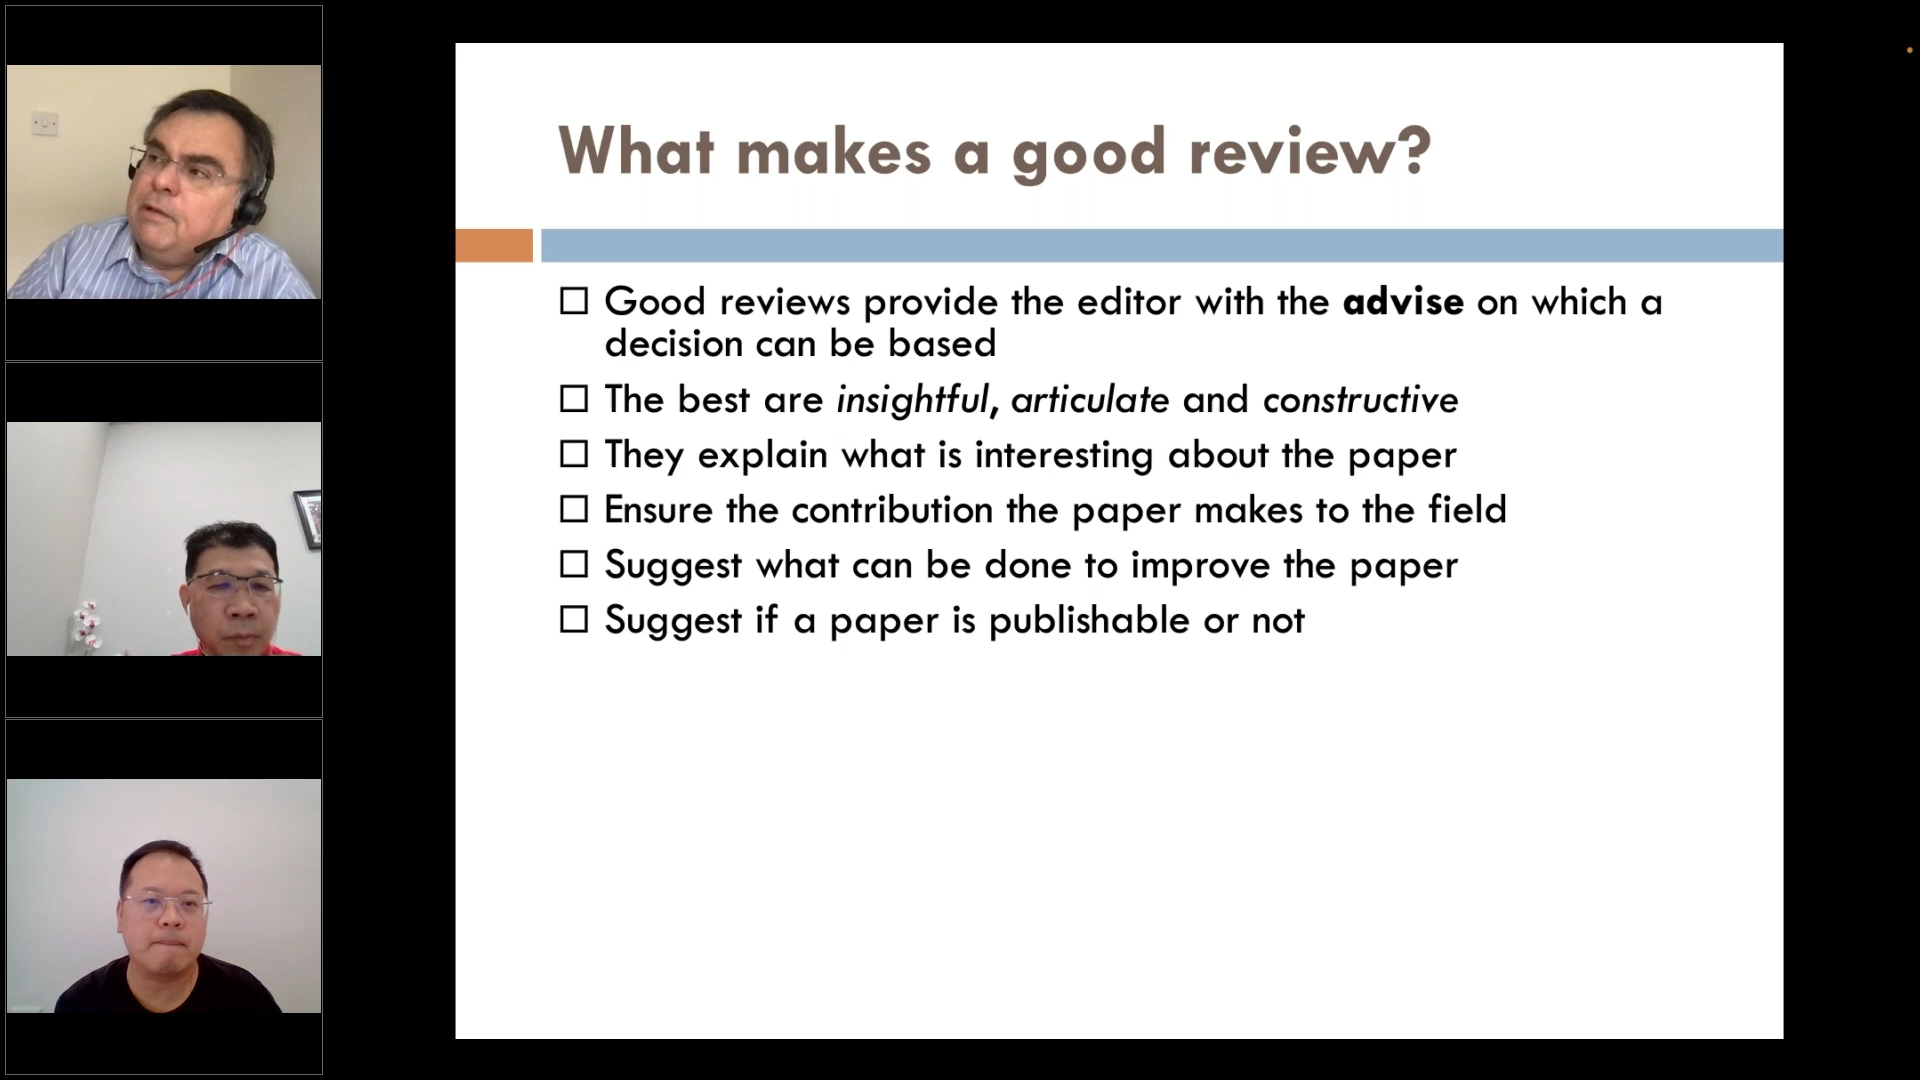 What makes a good review?
Good reviews provide the editor with the advise on which a
decision can be based
The best are insightful, articulate and constructive
They explain what is interesting about the paper
Ensure the contribution the paper makes to the field
Suggest what can be done to improve the paper
Suggest if a paper is publishable or not